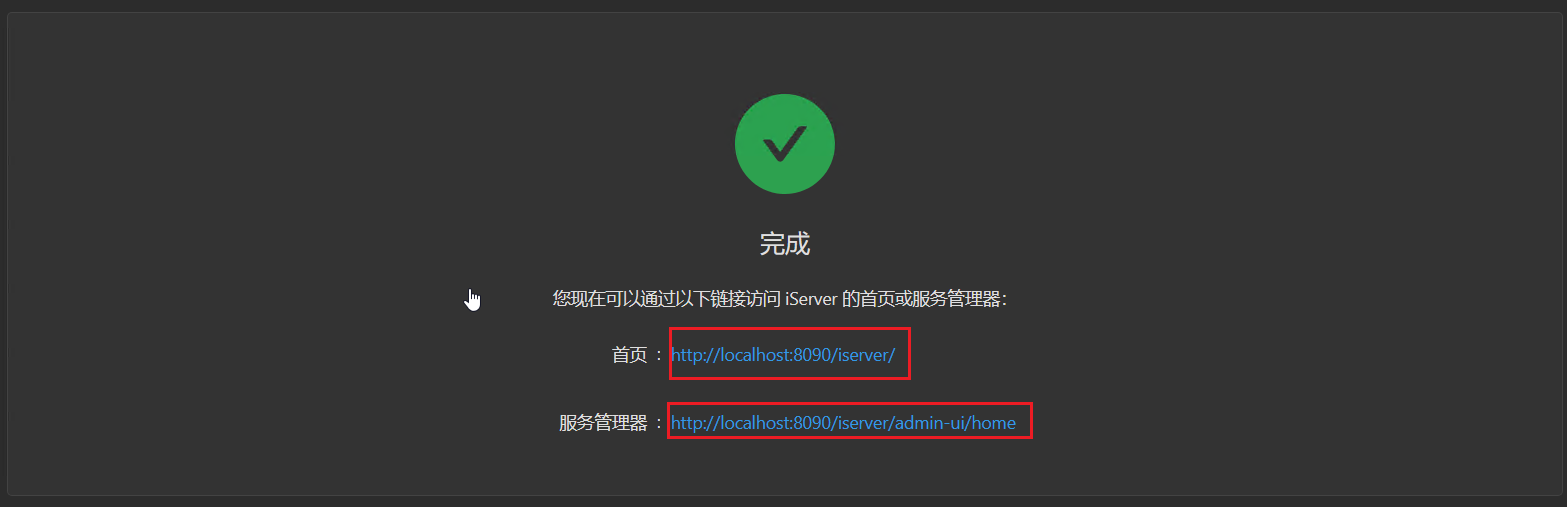 完成
您现在可以通过以下链接访问 iServer 的首页或服务管理器：
首页 ： http://localhost:8090/iserver/
服务管理器 ： http://localhost:8090/iserver/admin-ui/home